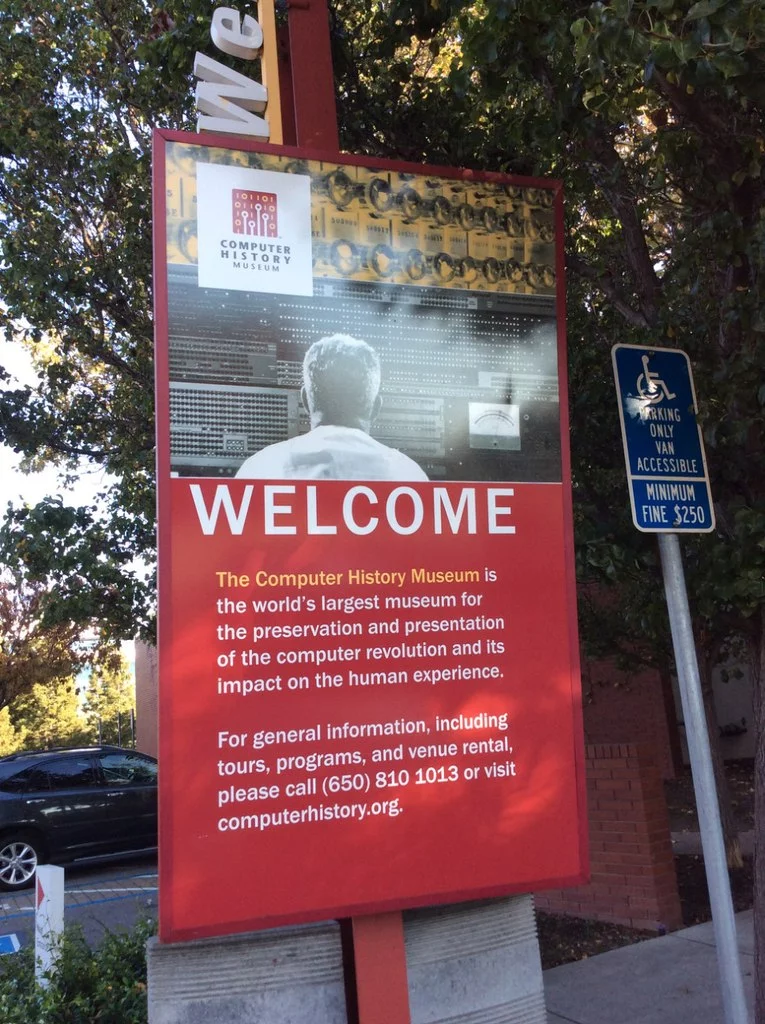 We
101101
COMPUTER
HISTORY
MUSEUM
WELCOME
The Computer History Museum is
the world's largest museum for
the preservation and presentation
of the computer revolution and its
impact on the human experience.
For general information, including
tours, programs, and venue rental,
please call (650) 810 1013 or visit
computerhistory.org.
PARKING
ONLY
VAN
ACCESSIBLE
MINIMUM
FINE $250